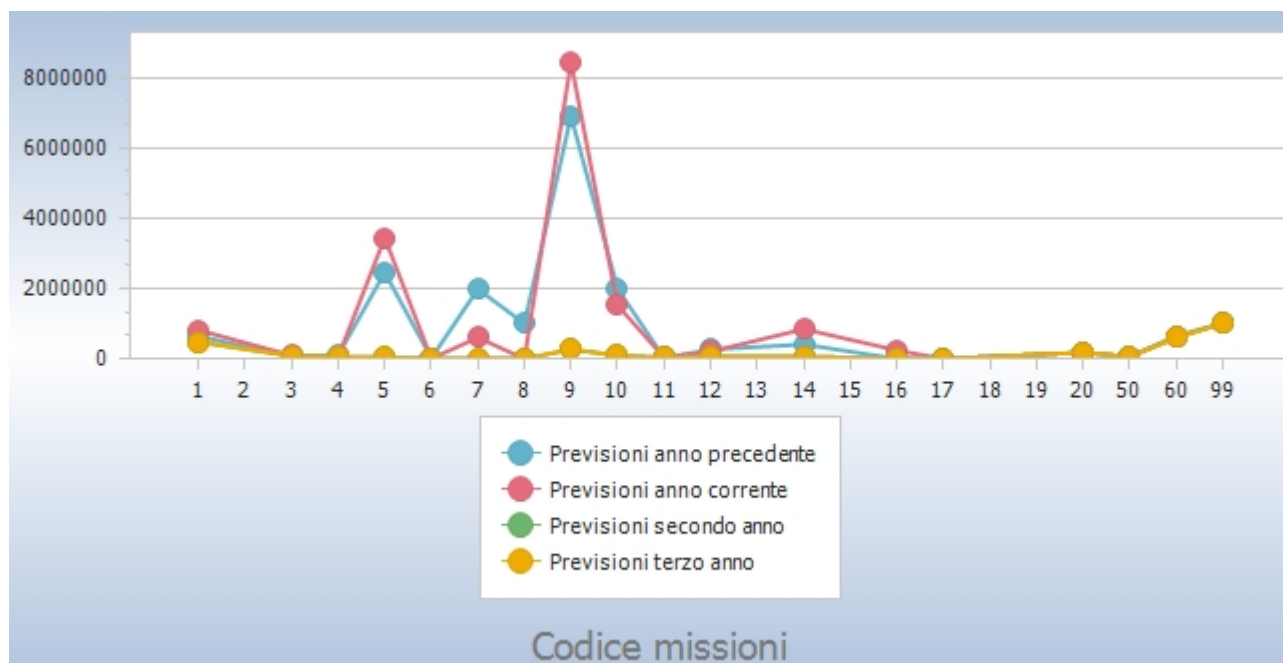 8000000
6000000
4000000
2000000
0
1 2 3 4 5 6 7 8 9 10 11 12 13 14 15 16 17 18 19 20 50 60 99
Previsioni anno precedente
Previsioni anno corrente
Previsioni secondo anno
Previsioni terzo anno
Codice missioni